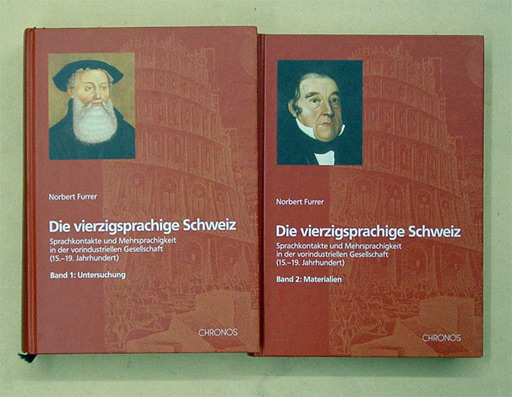 Norbert Furrer
Die vierzigsprachige Schweiz
Sprachkontakte und Mehrsprachigkeit
in der vorindustriellen Gesellschaft
(15.–19. Jahrhundert)
Band 1: Untersuchung
CHRONOS
Norbert Furrer
Die vierzigsprachige Schweiz
Sprachkontakte und Mehrsprachigkeit
in der vorindustriellen Gesellschaft
(15.–19. Jahrhundert)
Band 2: Materialien
CHRONOS